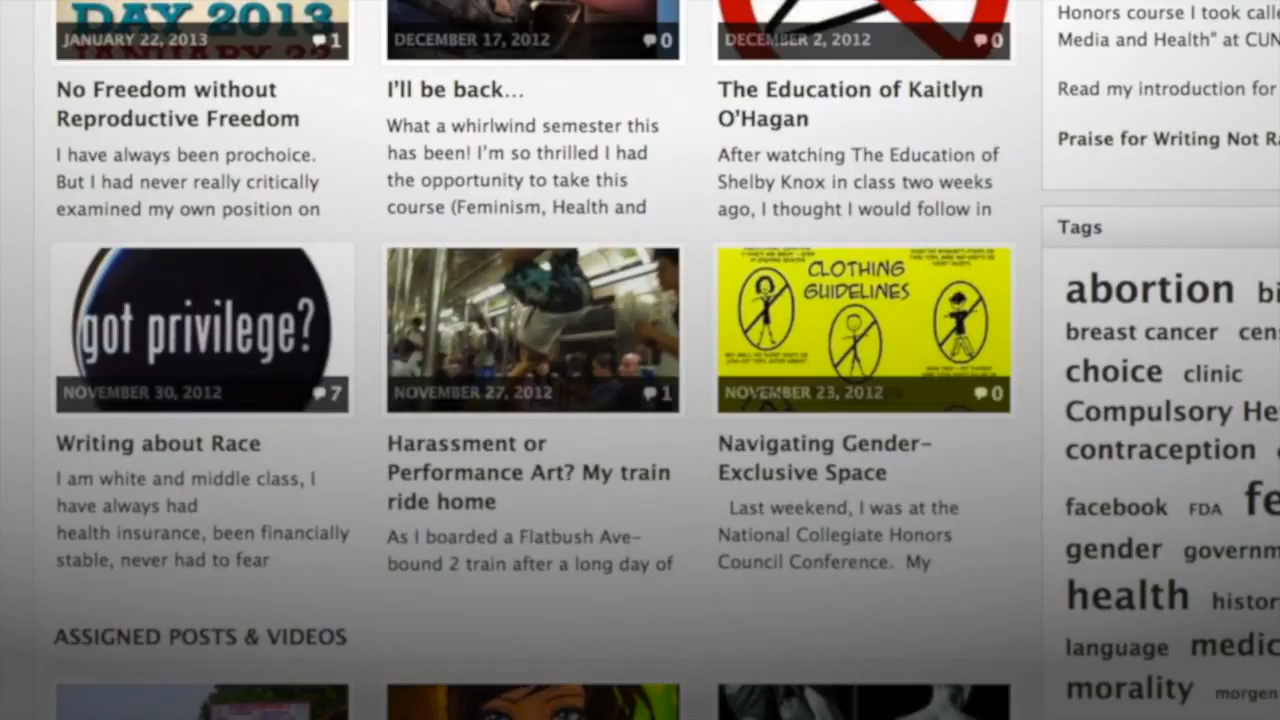 DAY 2013
JANUARY 22, 2013
1
No Freedom without
Reproductive Freedom
I have always been prochoice.
But I had never really critically
examined my own position on
DECEMBER 17, 2012
0
I'll be back...
What a whirlwind semester this
has been! I'm so thrilled I had
the opportunity to take this
course (Feminism, Health and
DECEMBER 2, 2012
0
The Education of Kaitlyn
O'Hagan
After watching The Education of
Shelby Knox in class two weeks
ago, I thought I would follow in
got privilege?
NOVEMBER 30, 2012
7
Writing about Race
I am white and middle class, I
have always had
health insurance, been financially
stable, never had to fear
NOVEMBER 27, 2012
1
Harassment or
Performance Art? My train
ride home
As I boarded a Flatbush Ave-
bound 2 train after a long day of
CLOTHING
GUIDELINES
NOVEMBER 23, 2012
0
Navigating Gender-
Exclusive Space
Last weekend, I was at the
National Collegiate Honors
Council Conference. My
ASSIGNED POSTS & VIDEOS
Honors course I took call
Media and Health" at CUN
Read my introduction for
Praise for Writing Not R
Tags
abortion bi
breast cancer cen
choice clinic
Compulsory He
contraception
facebook FDA fe
gender governm
health histor
language medic
morality morgen